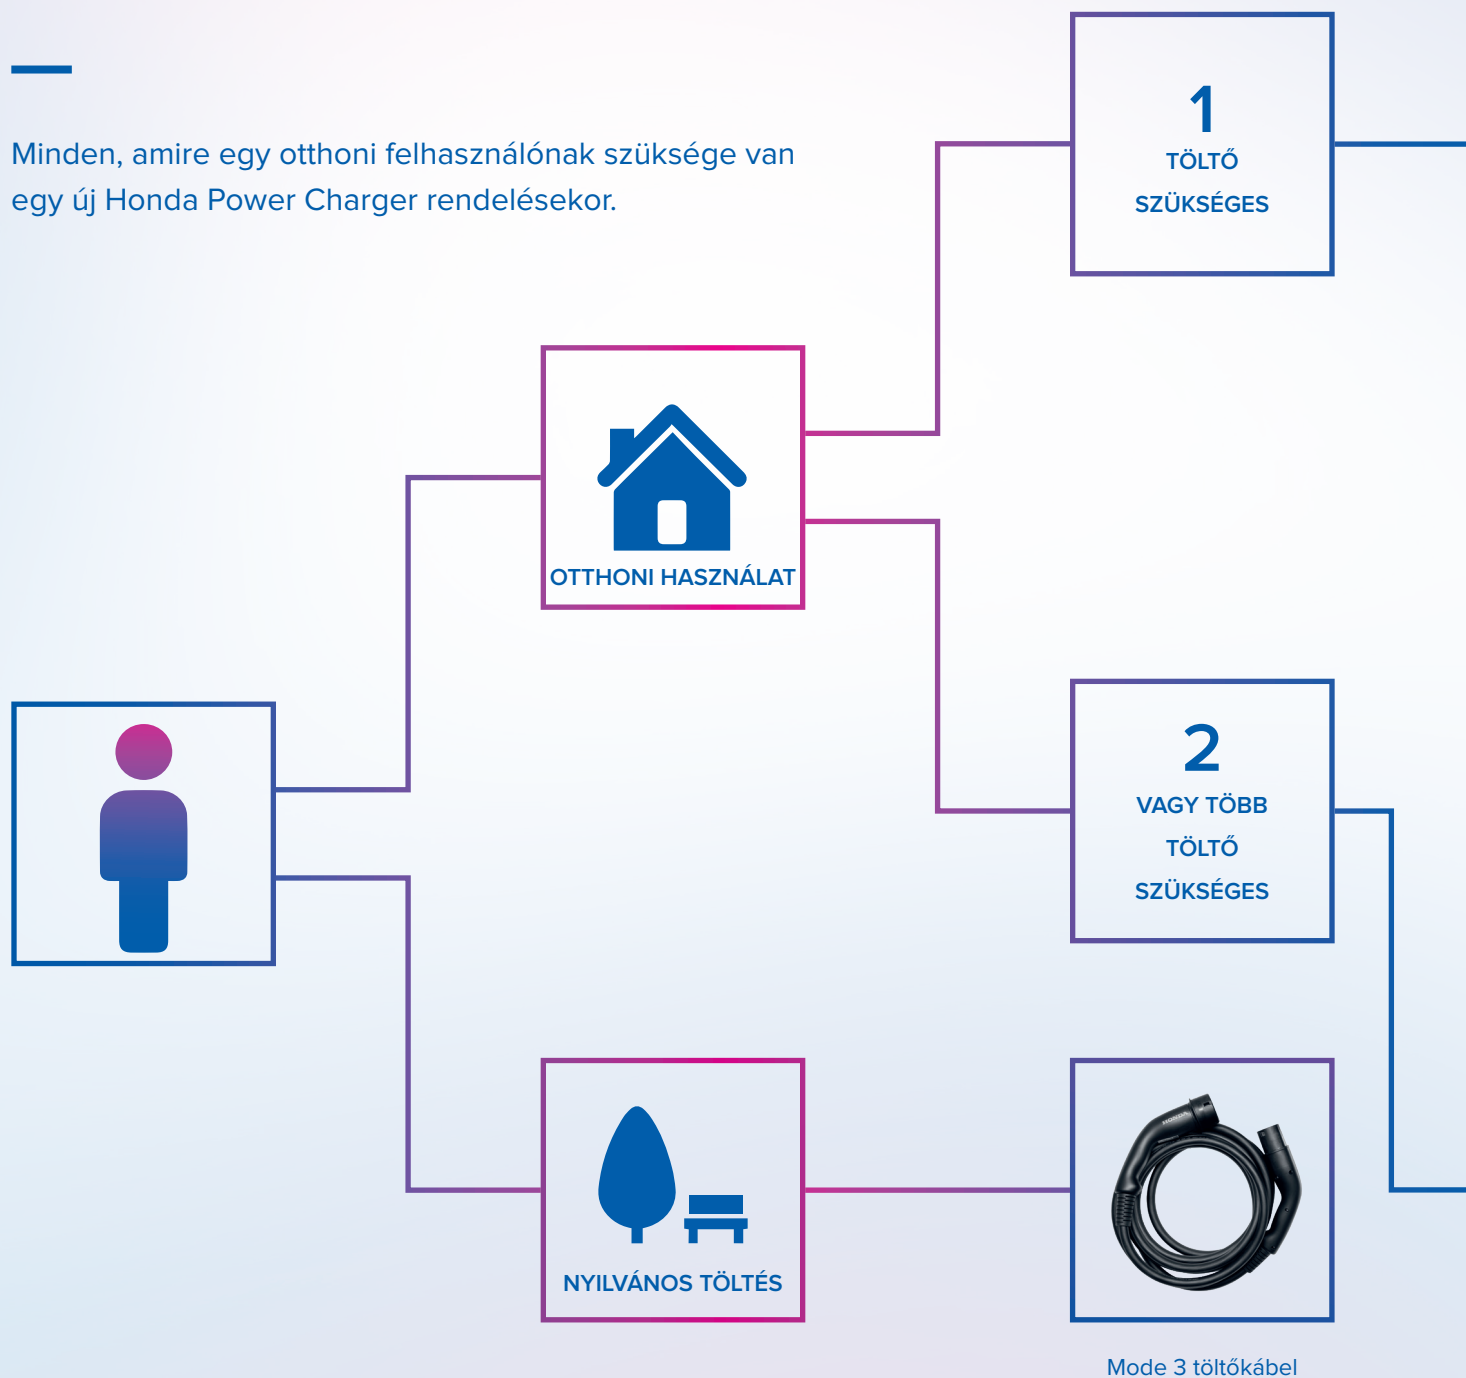 Minden, amire egy otthoni felhasználónak szüksége van
egy új Honda Power Charger rendelésekor.
1
TÖLTŐ
SZÜKSÉGES
OTTHONI HASZNÁLAT
2
VAGY TÖBB
TÖLTŐ
SZÜKSÉGES
NYILVÁNOS TÖLTÉS
HONDA
Mode 3 töltőkábel